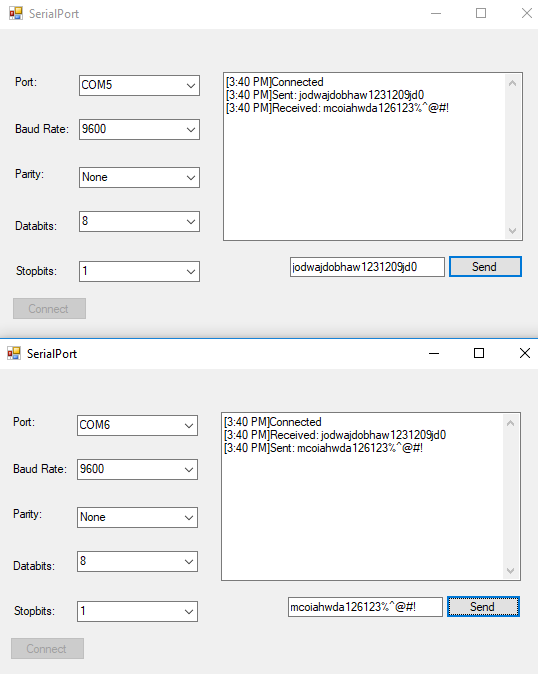 SerialPort
Port: COM5
[3:40 PM]Connected
[3:40 PM]Sent: jodwajdobhaw1231209jd0
[3:40 PM]Received: mcoiahwda126123%^@#!
Baud Rate: 9600
Parity: None
Databits: 8
Stopbits: 1
jodwajdobhaw1231209jd0 Send
Connect
SerialPort
Port: COM6
[3:40 PM]Connected
[3:40 PM]Received: jodwajdobhaw1231209jd0
[3:40 PM]Sent: mcoiahwda126123%^@#!
Baud Rate: 9600
Parity: None
Databits: 8
Stopbits: 1
mcoiahwda126123%^@#! Send
Connect